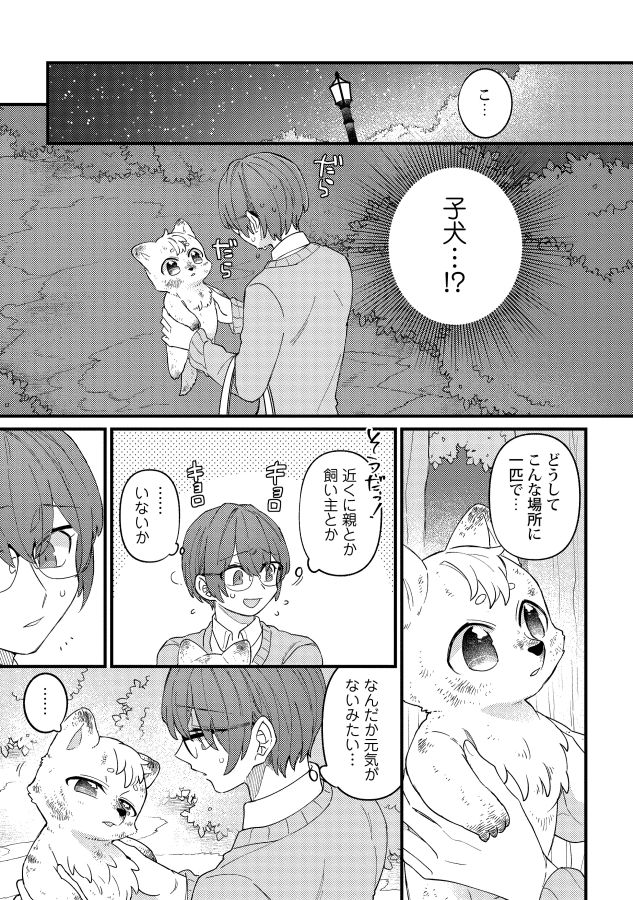 こ…
子犬…!?
だら
だら
どうして
こんな場所に
一匹で…
そうだっ!
近くに親とか
飼い主とか
……
いないか
キョロ
キョロ
なんだか元気が
ないみたい…
……